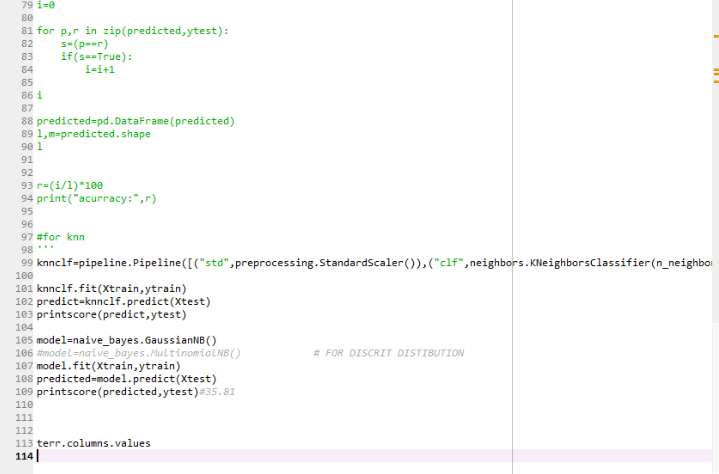 79 i=0
80
81 for p,r in zip(predicted,ytest):
82     s=(p==r)
83     if(s==True):
84         i=i+1
85
86 i
87
88 predicted=pd.DataFrame(predicted)
89 l,m=predicted.shape
90 l
91
92
93 r=(i/l)*100
94 print("acurracy:",r)
95
96
97 #for knn
98 '''
99 knnclf=pipeline.Pipeline([("std",preprocessing.StandardScaler()),("clf",neighbors.KNeighborsClassifier(n_neighbo
100
101 knnclf.fit(Xtrain,ytrain)
102 predict=knnclf.predict(Xtest)
103 printscore(predict,ytest)
104
105 model=naive_bayes.GaussianNB()
106 #model=naive_bayes.MultinomialNB()           # FOR DISCRIT DISTIBUTION
107 model.fit(Xtrain,ytrain)
108 predicted=model.predict(Xtest)
109 printscore(predicted,ytest)#35.81
110
111
112
113 terr.columns.values
114